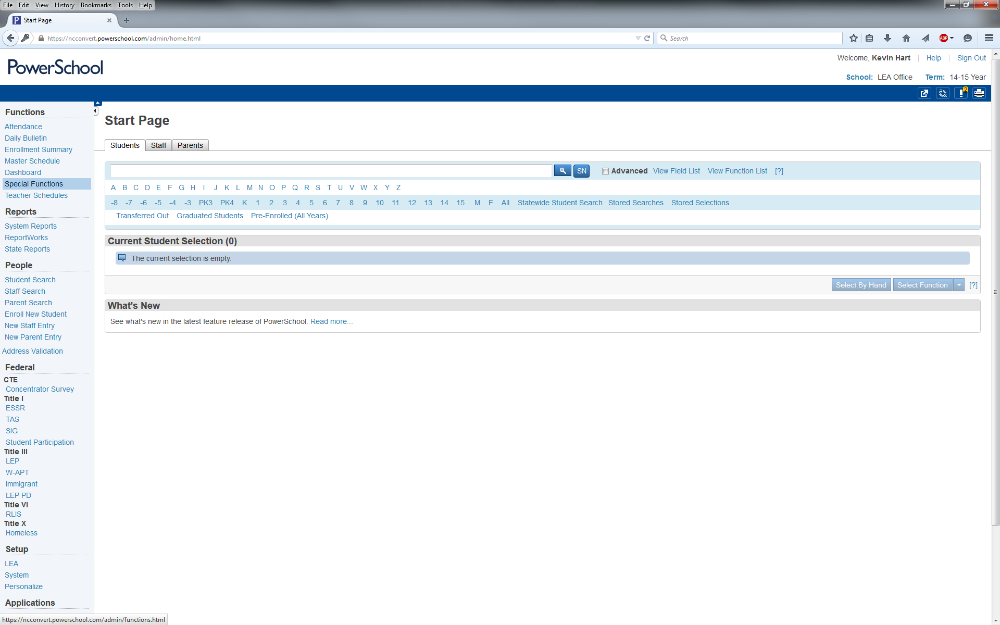 File Edit View History Bookmarks Tools Help
Start Page
https://ncconvert.powerschool.com/admin/home.html
Search
ABP
Welcome, Kevin Hart | Help | Sign Out
PowerSchool
School: LEA Office Term: 14-15 Year
2
Functions
Attendance
Daily Bulletin
Enrollment Summary
Master Schedule
Dashboard
Special Functions
Teacher Schedules
Reports
System Reports
ReportWorks
State Reports
People
Student Search
Staff Search
Parent Search
Enroll New Student
New Staff Entry
New Parent Entry
Address Validation
Federal
CTE
Concentrator Survey
Title I
ESSR
TAS
SIG
Student Participation
Title III
LEP
W-APT
Immigrant
LEP PD
Title VI
RLIS
Title X
Homeless
Setup
LEA
System
Personalize
Applications
Start Page
Students Staff Parents
SN Advanced View Field List View Function List [?]
A B C D E F G H I J K L M N O P Q R S T U V W X Y Z
-8 -7 -6 -5 -4 -3 PK3 PK4 K 1 2 3 4 5 6 7 8 9 10 11 12 13 14 15 M F All Statewide Student Search Stored Searches Stored Selections
Transferred Out Graduated Students Pre-Enrolled (All Years)
Current Student Selection (0)
The current selection is empty.
Select By Hand Select Function [?]
What's New
See what's new in the latest feature release of PowerSchool. Read more...
https://ncconvert.powerschool.com/admin/functions.html